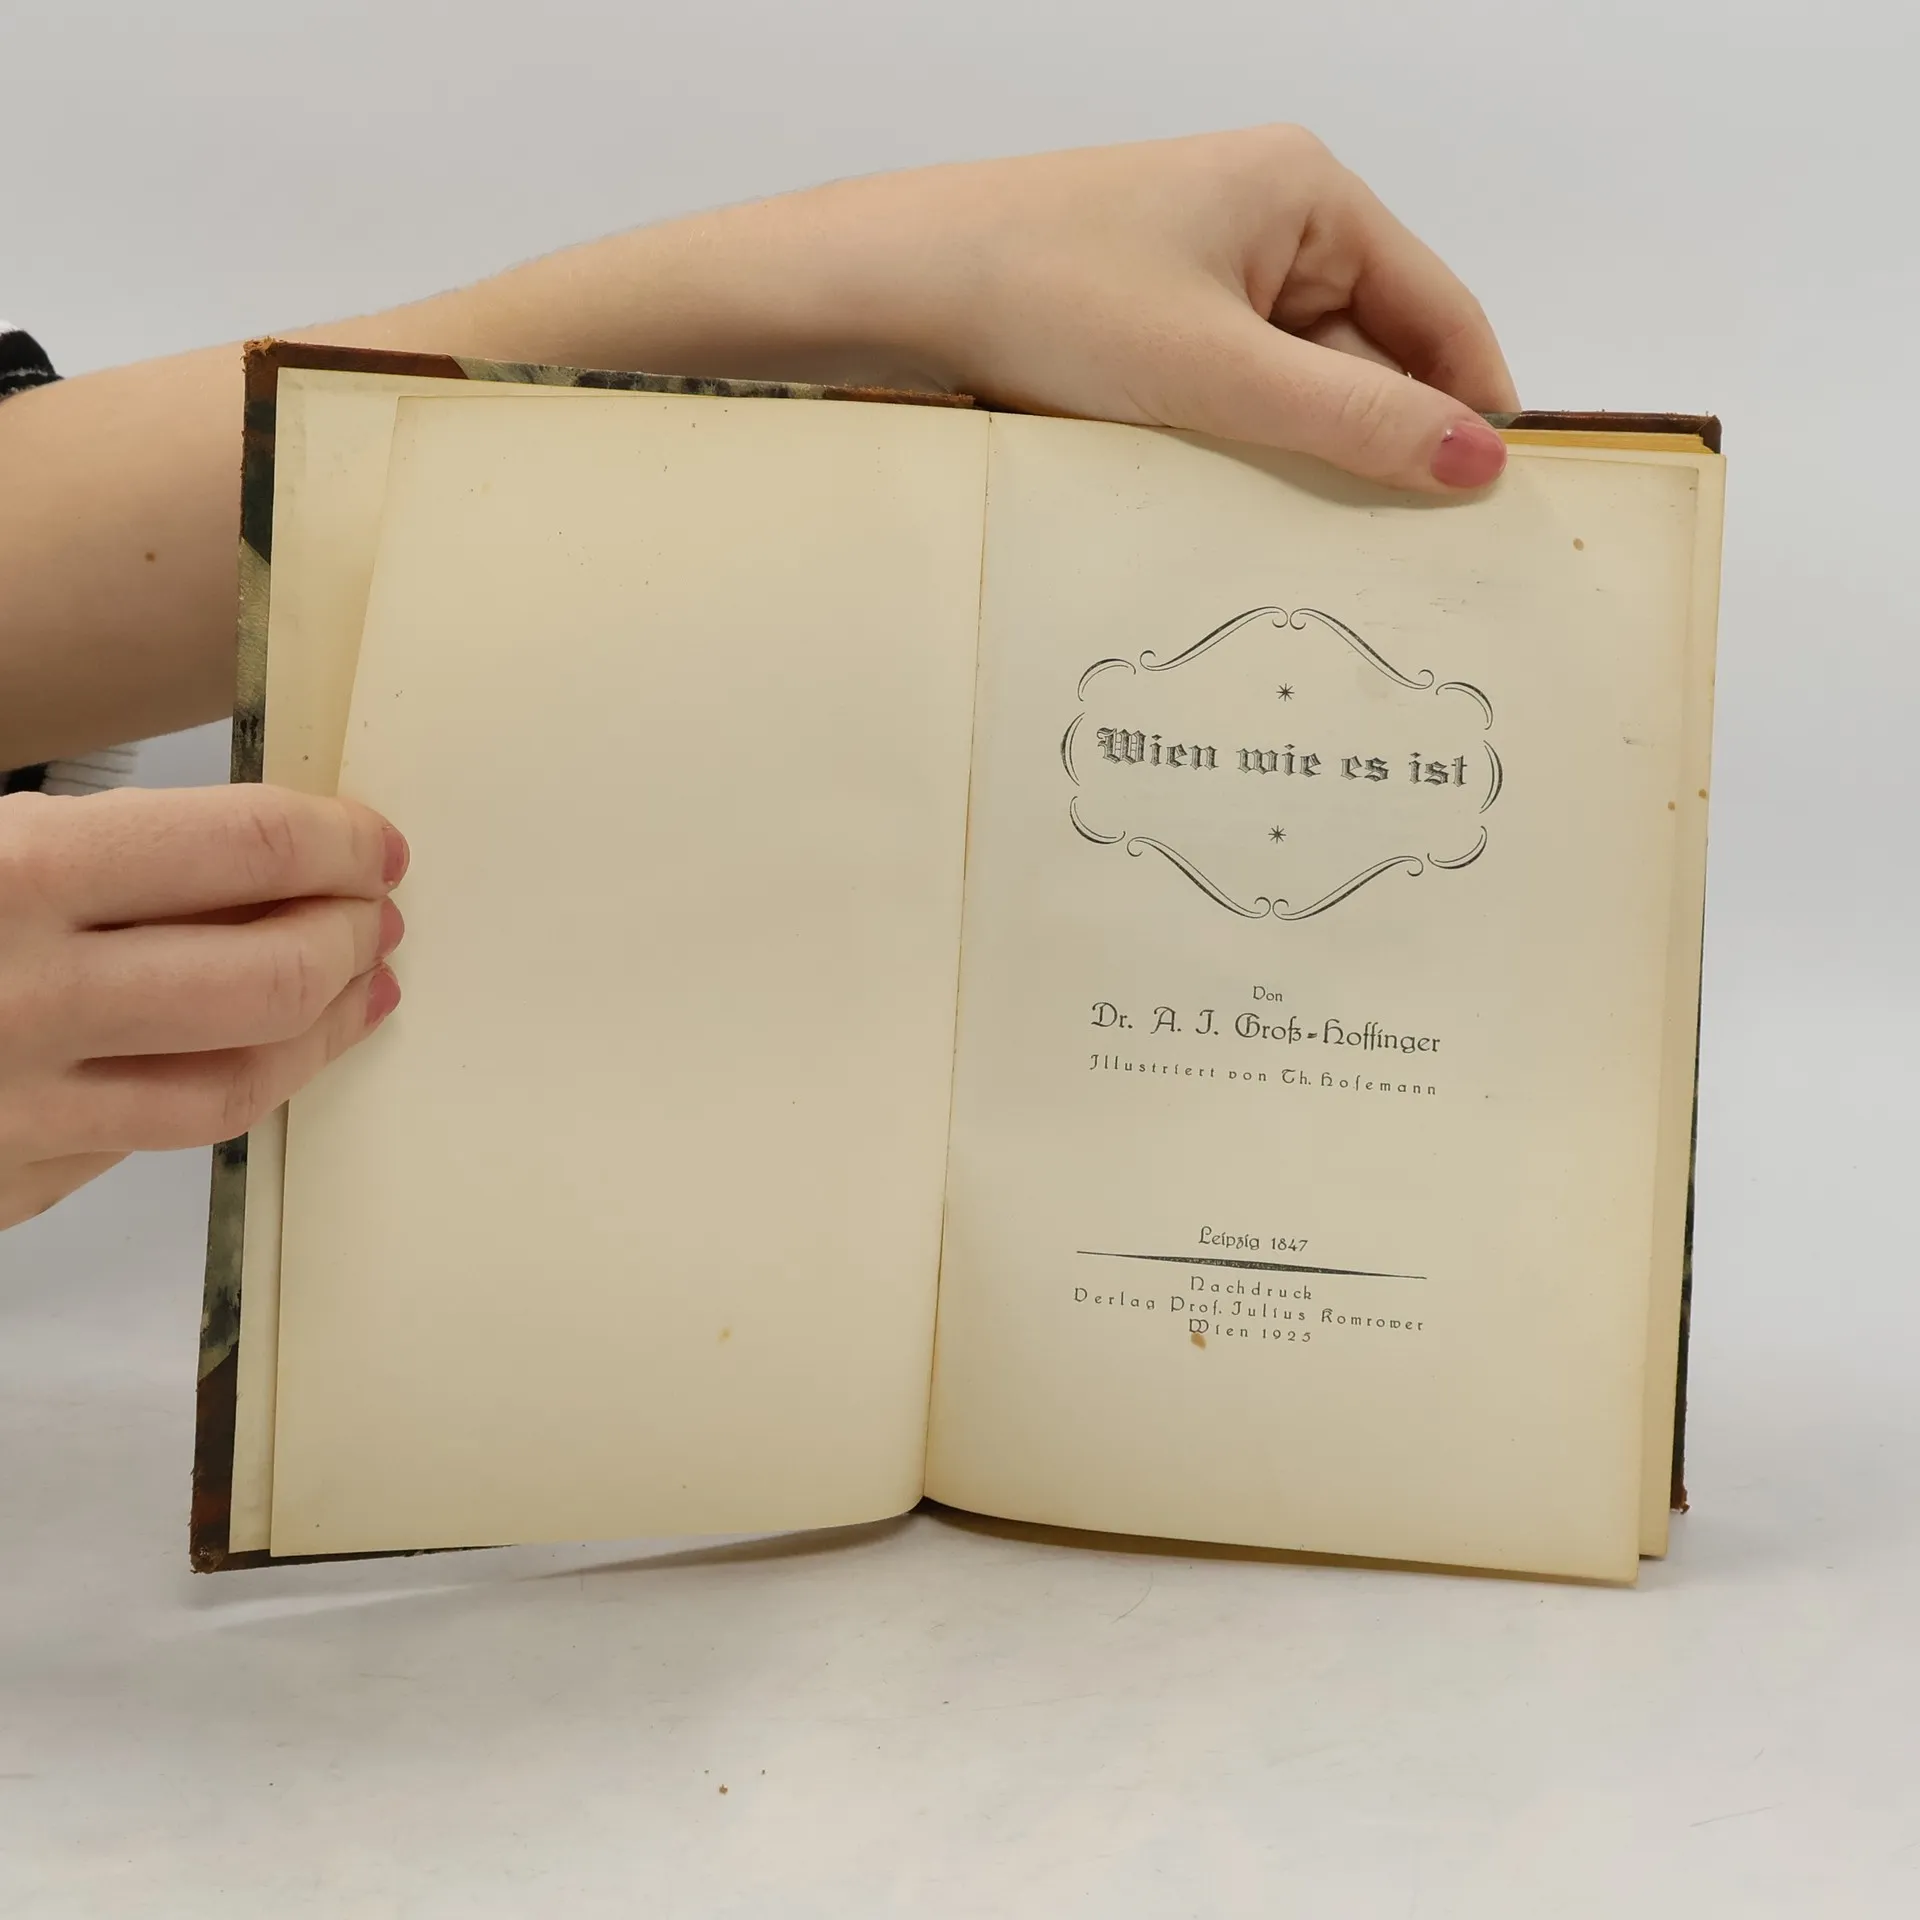 Wien wie es ist
Von
Dr. A. J. Groß-Hoffinger
Illustriert von Th. Hosemann
Leipzig 1847
Nachdruck
Verlag Prof. Julius Komrower
Wien 1925